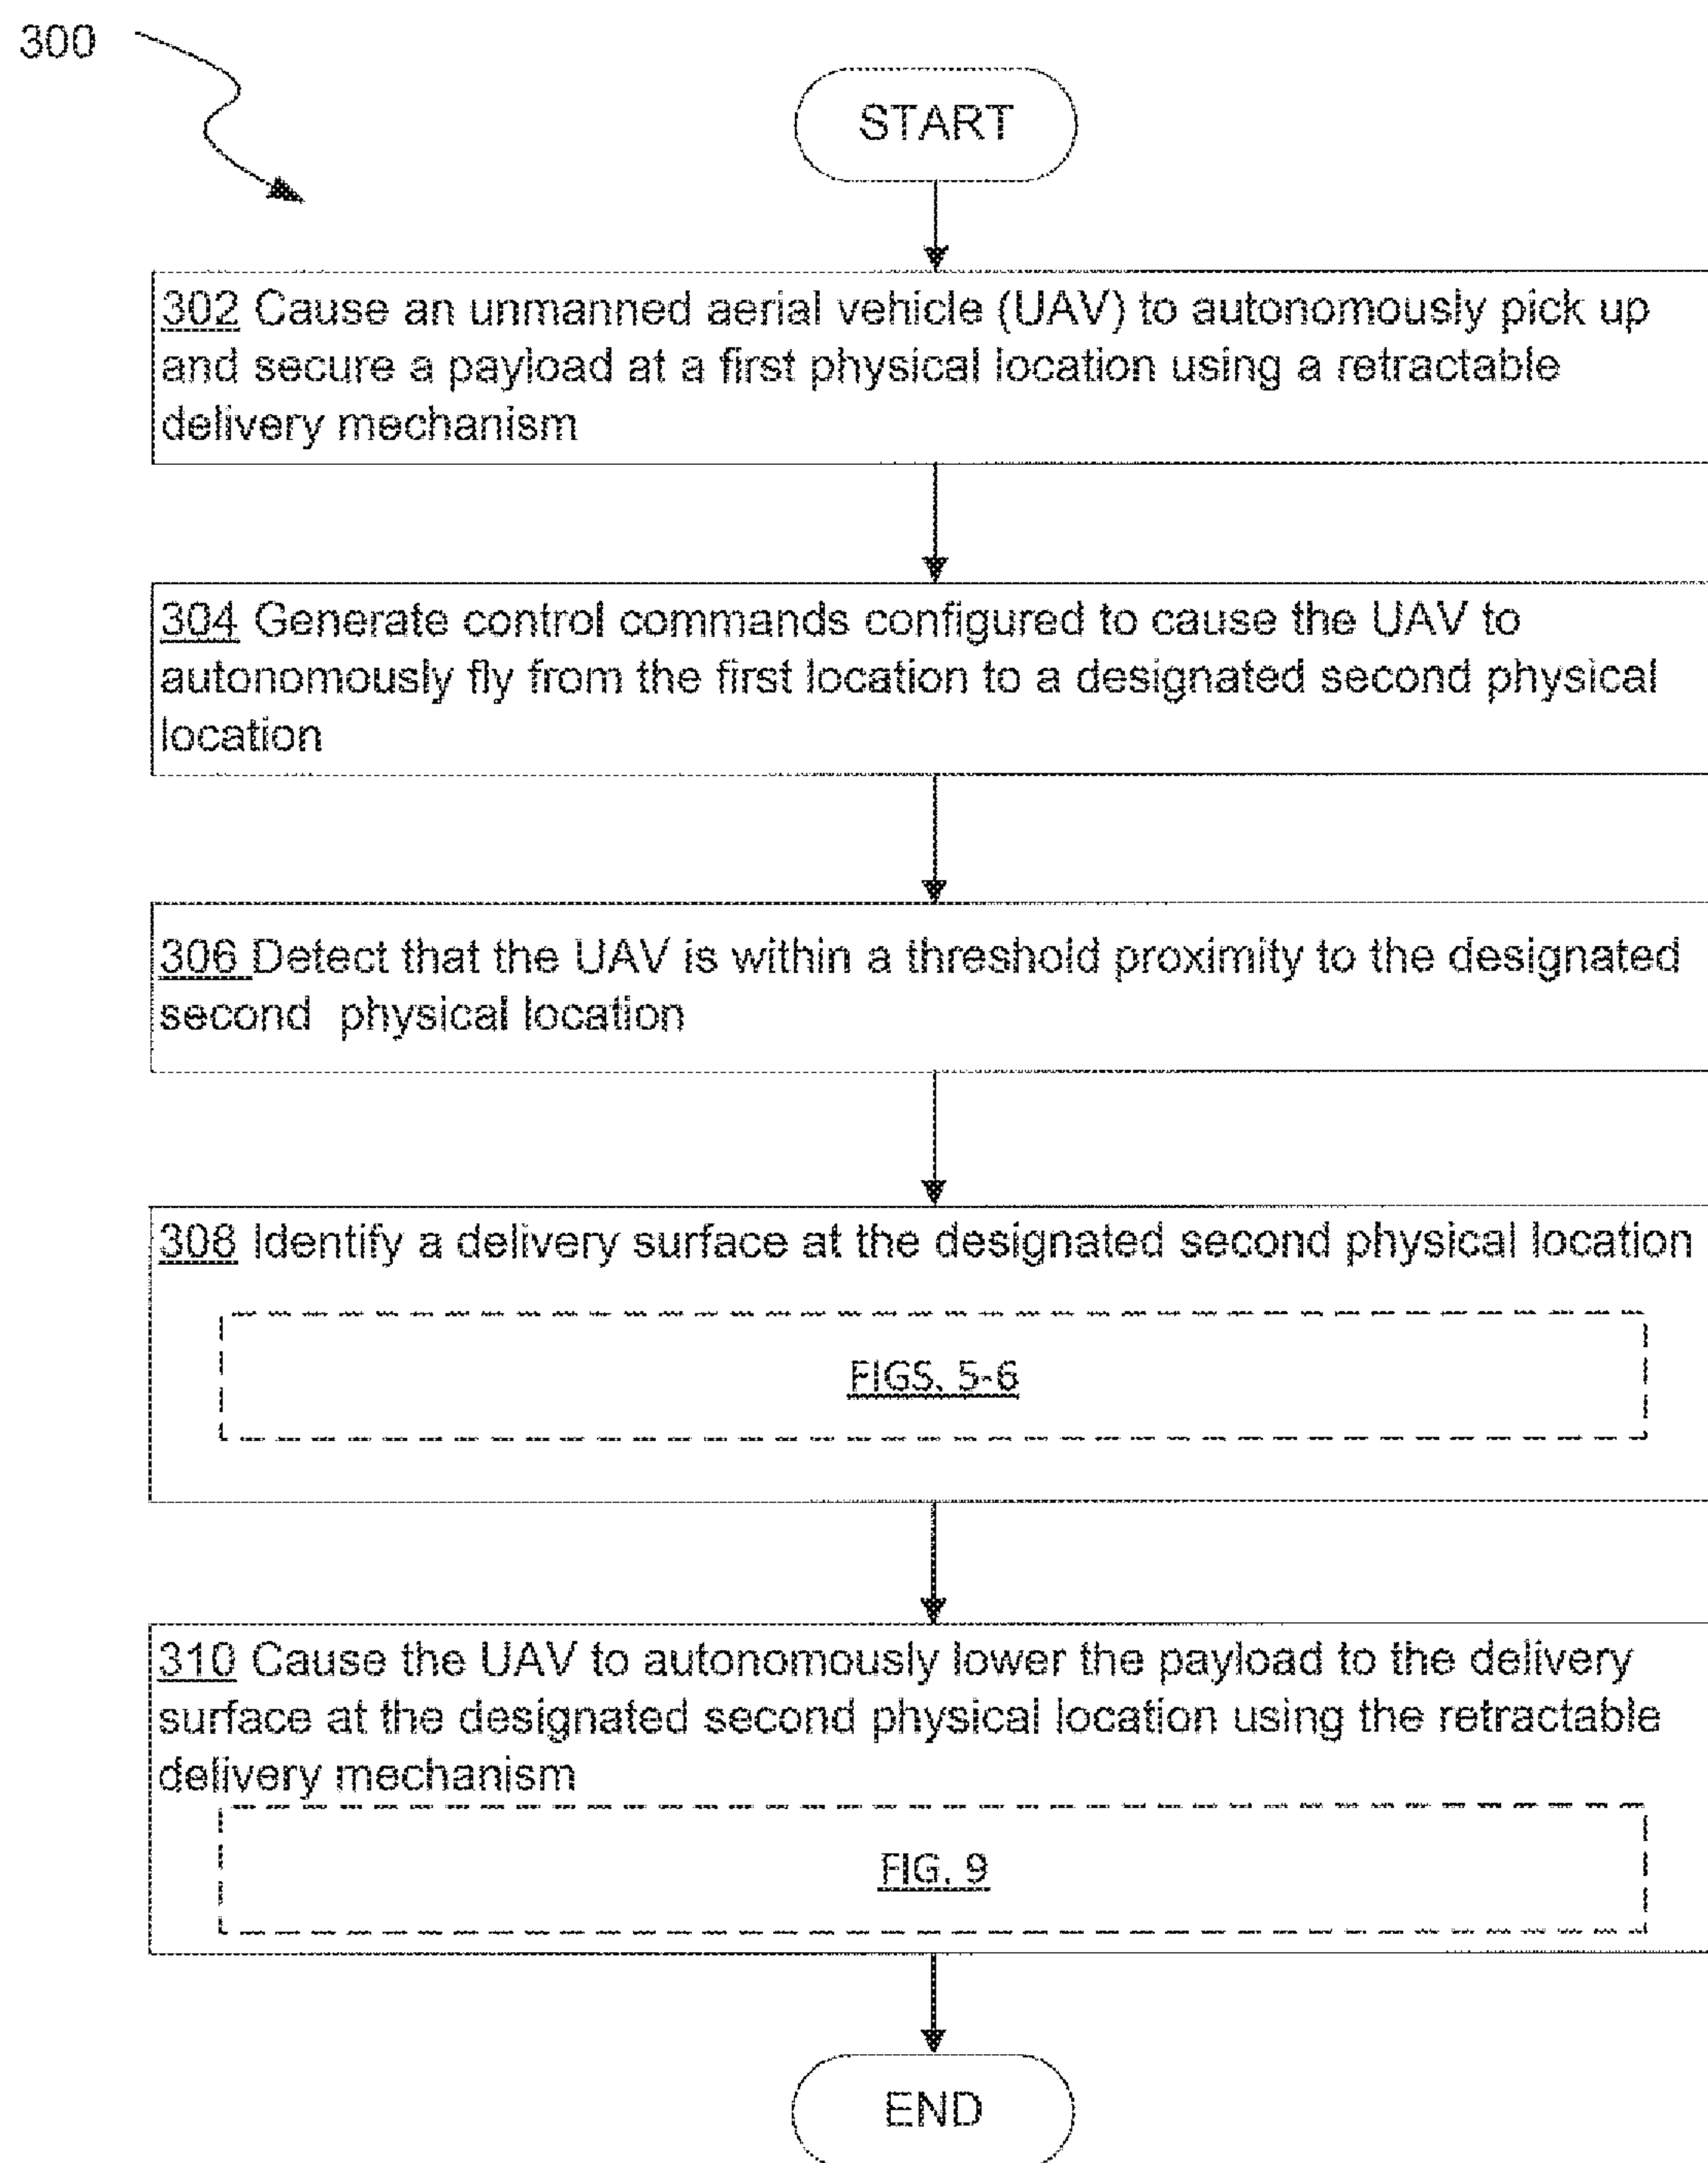 300
START
302 Cause an unmanned aerial vehicle (UAV) to autonomously pick up
and secure a payload at a first physical location using a retractable
delivery mechanism
304 Generate control commands configured to cause the UAV to
autonomously fly from the first location to a designated second physical
location
306 Detect that the UAV is within a threshold proximity to the designated
second physical location
308 Identify a delivery surface at the designated second physical location
FIGS. 5-6
310 Cause the UAV to autonomously lower the payload to the delivery
surface at the designated second physical location using the retractable
delivery mechanism
FIG. 9
END